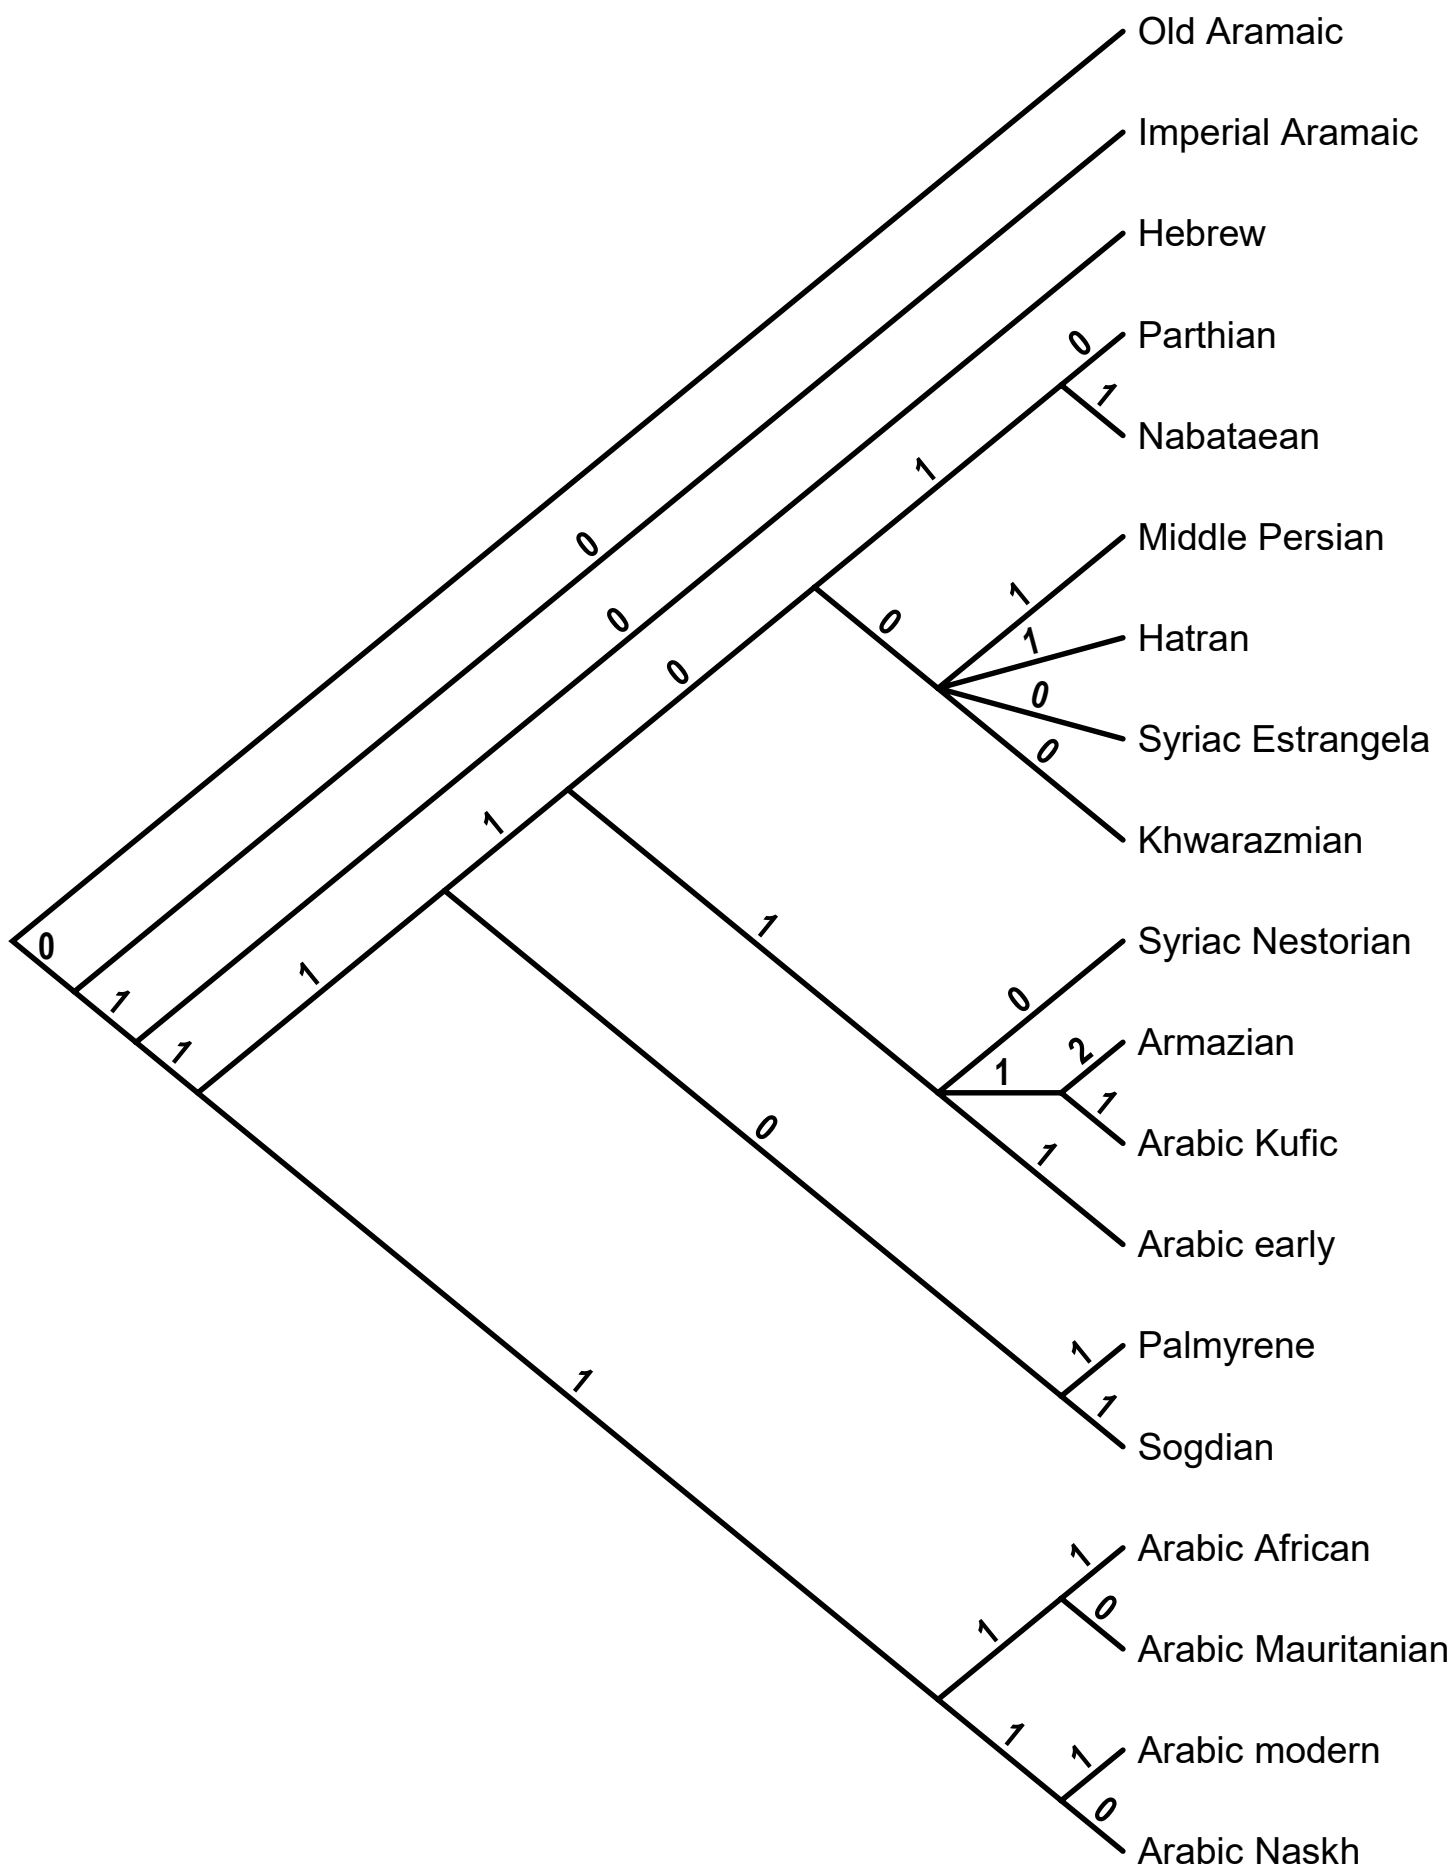 Old Aramaic
Imperial Aramaic
Hebrew
0
Parthian
1
Nabataean
1
Middle Persian
0
1
0
1
Hatran
0
0
0
Syriac Estrangela
0
1
Khwarazmian
1
Syriac Nestorian
0
1
0
1
2
Armazian
1
1
1
Arabic Kufic
0
1
Arabic early
1
Palmyrene
1
1
Sogdian
1
Arabic African
0
1
Arabic Mauritanian
1
1
Arabic modern
0
Arabic Naskh